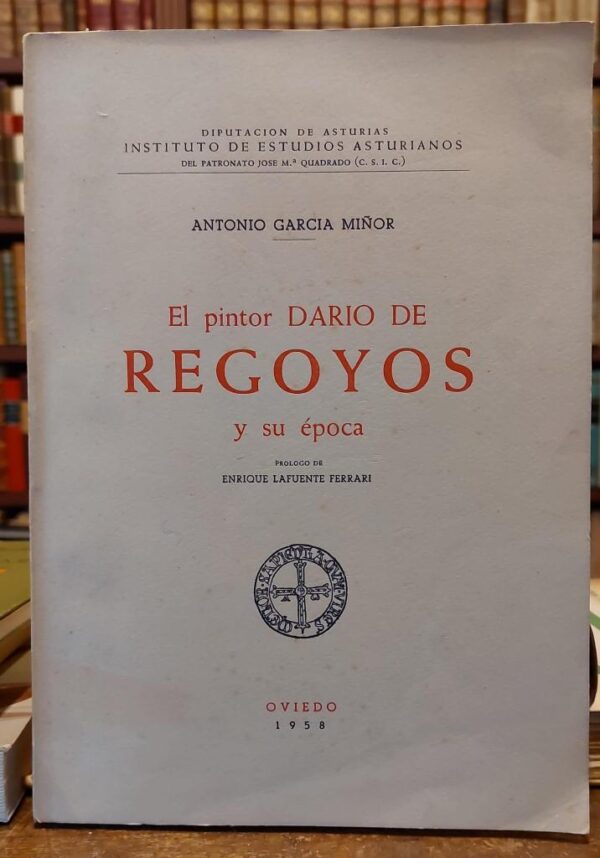 DIPUTACION DE ASTURIAS
INSTITUTO DE ESTUDIOS ASTURIANOS
DEL PATRONATO JOSE M.ª QUADRADO (C. S. I. C.)
ANTONIO GARCIA MIÑOR
El pintor DARIO DE
REGOYOS
y su época
PROLOGO DE
ENRIQUE LAFUENTE FERRARI
OVIEDO
1958